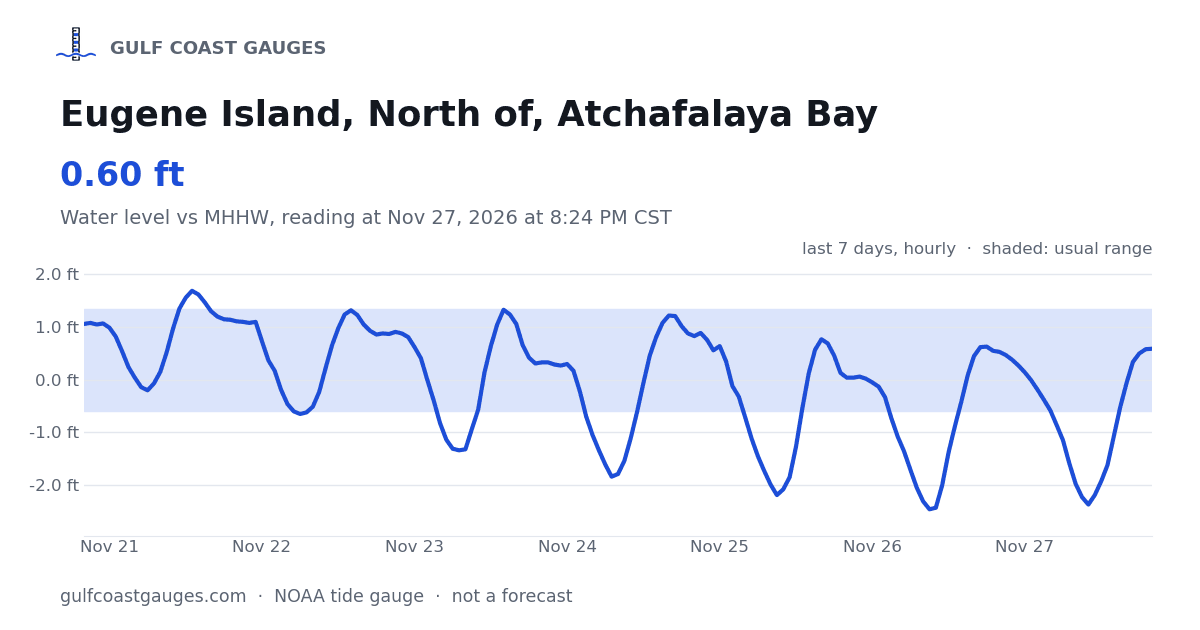 GULF COAST GAUGES
Eugene Island, North of, Atchafalaya Bay
0.60 ft
Water level vs MHHW, reading at Nov 27, 2026 at 8:24 PM CST
last 7 days, hourly · shaded: usual range
2.0 ft
1.0 ft
0.0 ft
-1.0 ft
-2.0 ft
Nov 21 Nov 22 Nov 23 Nov 24 Nov 25 Nov 26 Nov 27
gulfcoastgauges.com · NOAA tide gauge · not a forecast